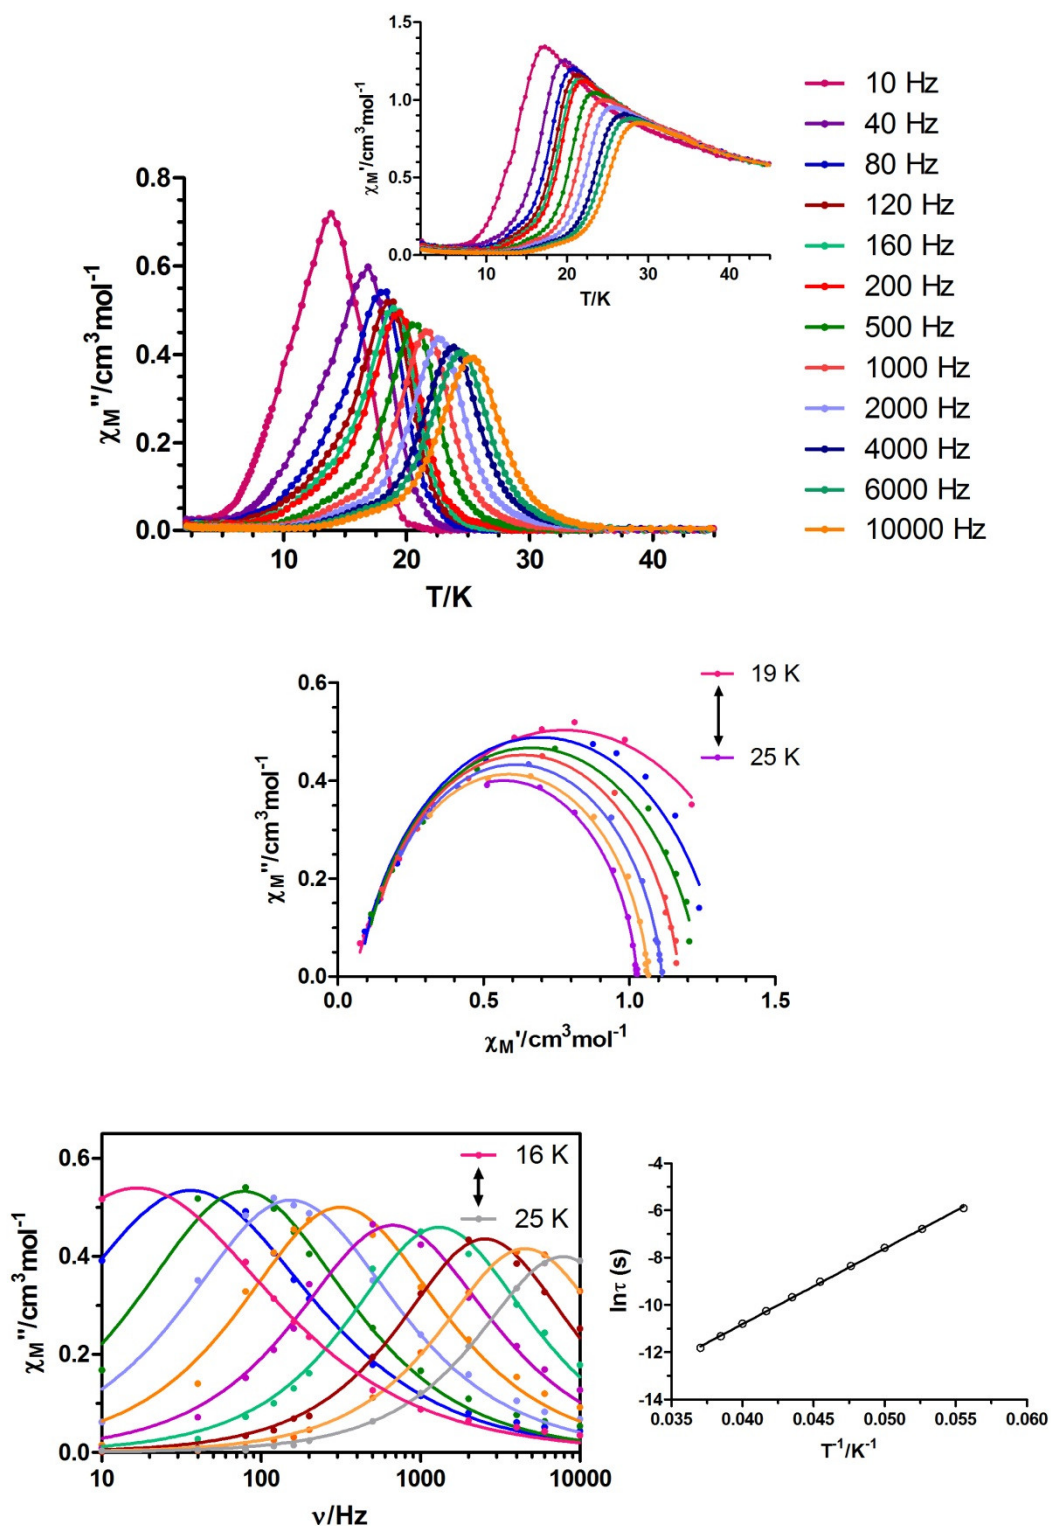 1.5
1.0
0.5
0.0
χM'/cm3mol-1
10 20 30 40
T/K
10 Hz
40 Hz
80 Hz
120 Hz
160 Hz
200 Hz
500 Hz
1000 Hz
2000 Hz
4000 Hz
6000 Hz
10000 Hz
0.8
0.6
0.4
0.2
0.0
χM''/cm3mol-1
10 20 30 40
T/K
0.6
0.4
0.2
0.0
χM''/cm3mol-1
19 K
25 K
0.0 0.5 1.0 1.5
χM'/cm3mol-1
0.6
0.4
0.2
0.0
χM''/cm3mol-1
16 K
25 K
10 100 1000 10000
ν/Hz
-4
-6
-8
-10
-12
-14
lnτ (s)
0.035 0.040 0.045 0.050 0.055 0.060
T-1/K-1